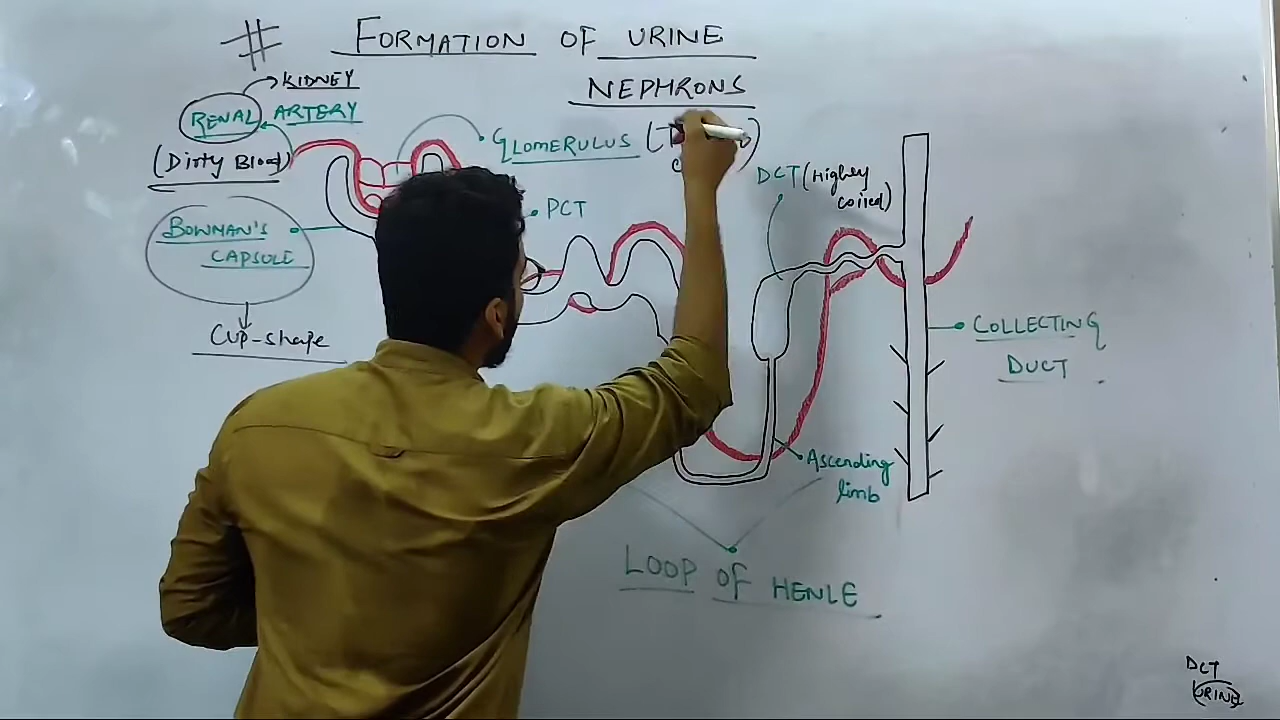 # FORMATION OF URINE
NEPHRONS
KIDNEY
RENAL ARTERY
(Dirty Blood)
GLOMERULUS (
PCT
DCT (Highly
coiled)
BOWMAN'S
CAPSULE
Cup-shape
COLLECTING
DUCT
Ascending
limb
LOOP OF HENLE
DCT
URINE